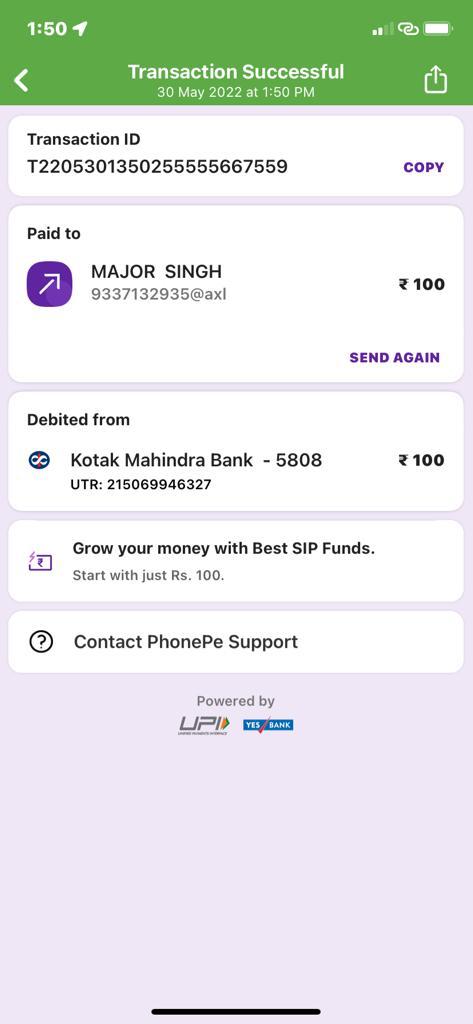 1:50
Transaction Successful
30 May 2022 at 1:50 PM
Transaction ID
T2205301350255555667559
COPY
Paid to
MAJOR SINGH
9337132935@axl
₹ 100
SEND AGAIN
Debited from
Kotak Mahindra Bank - 5808
₹ 100
UTR: 215069946327
Grow your money with Best SIP Funds.
Start with just Rs. 100.
Contact PhonePe Support
Powered by
UPI
UNIFIED PAYMENTS INTERFACE
YES BANK